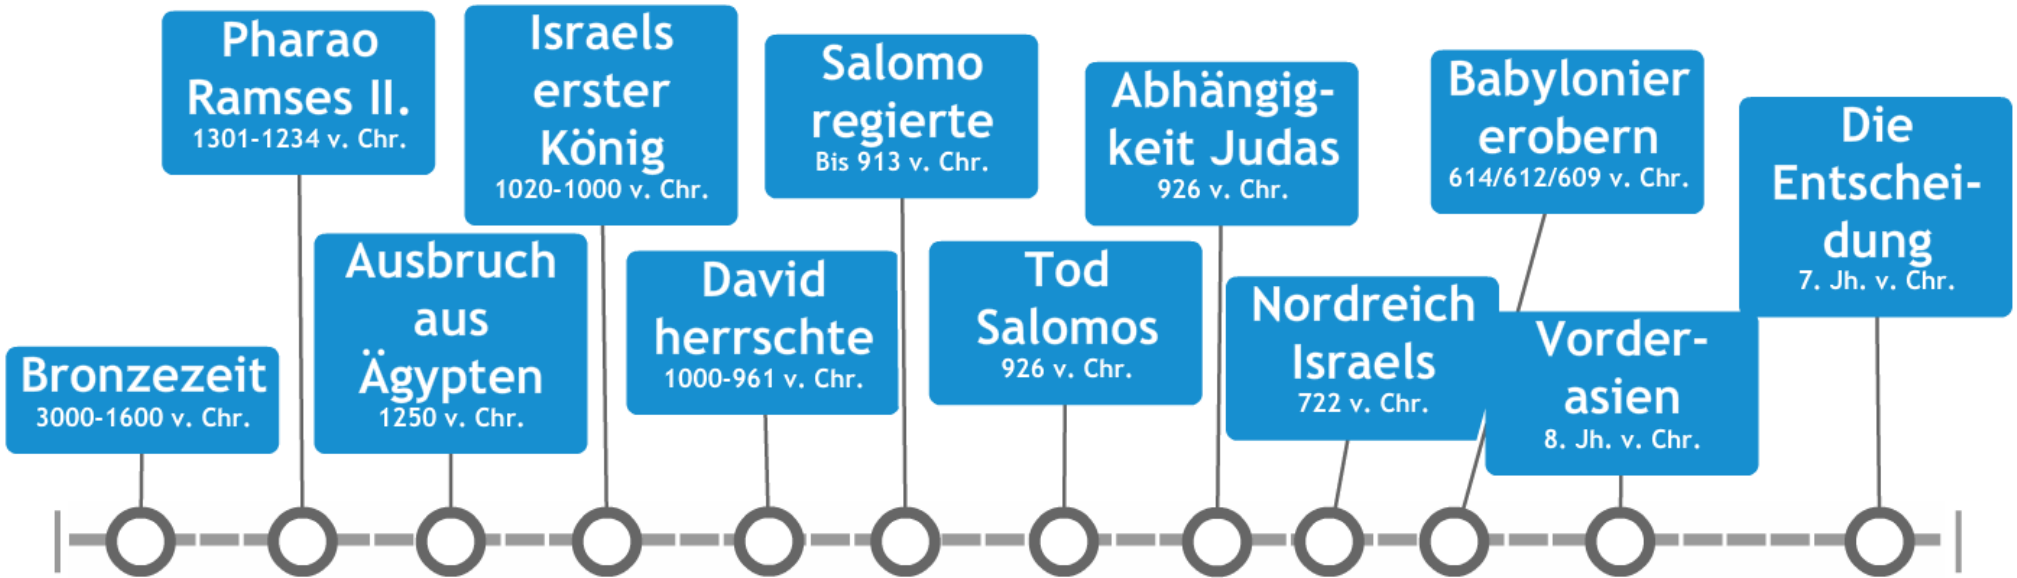 Bronzezeit
3000-1600 v. Chr.
Pharao
Ramses II.
1301-1234 v. Chr.
Ausbruch
aus
Ägypten
1250 v. Chr.
Israels
erster
König
1020-1000 v. Chr.
David
herrschte
1000-961 v. Chr.
Salomo
regierte
Bis 913 v. Chr.
Tod
Salomos
926 v. Chr.
Abhängig-
keit Judas
926 v. Chr.
Nordreich
Israels
722 v. Chr.
Babylonier
erobern
614/612/609 v. Chr.
Vorder-
asien
8. Jh. v. Chr.
Die
Entschei-
dung
7. Jh. v. Chr.